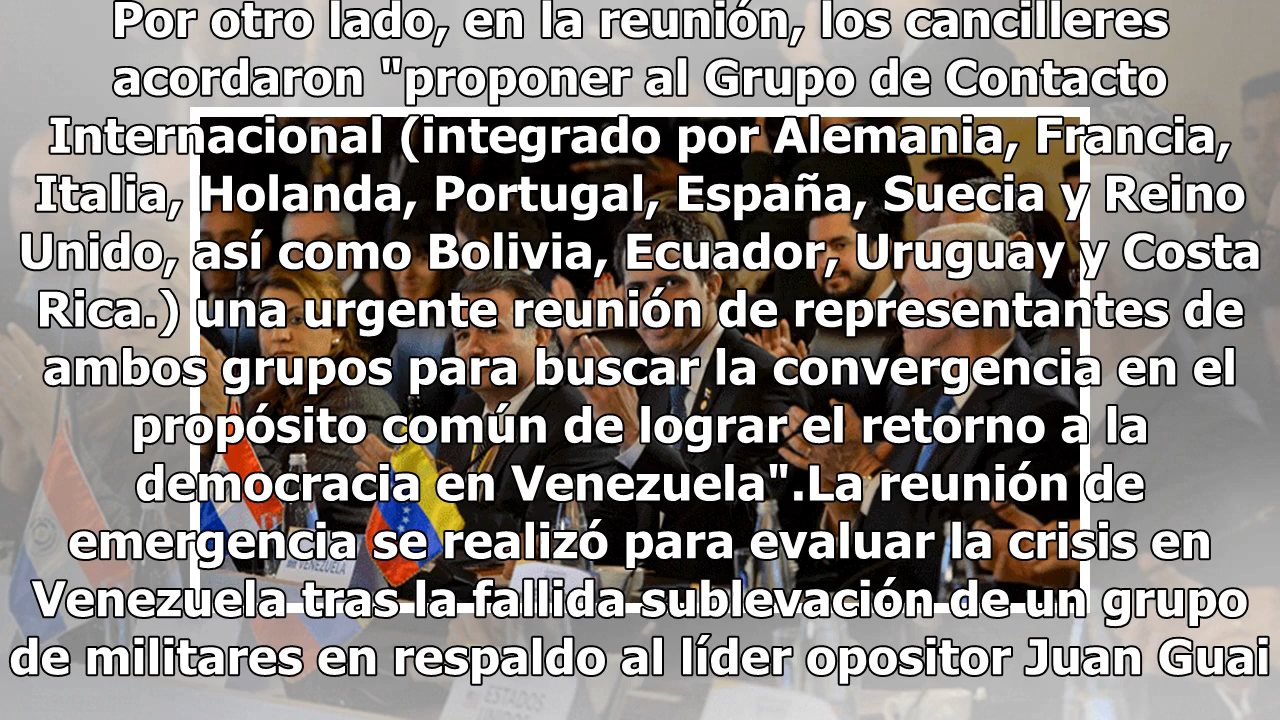 Por otro lado, en la reunión, los cancilleres
acordaron "proponer al Grupo de Contacto
Internacional (integrado por Alemania, Francia,
Italia, Holanda, Portugal, España, Suecia y Reino
Unido, así como Bolivia, Ecuador, Uruguay y Costa
Rica.) una urgente reunión de representantes de
ambos grupos para buscar la convergencia en el
propósito común de lograr el retorno a la
democracia en Venezuela".La reunión de
emergencia se realizó para evaluar la crisis en
VENEZUELA
Venezuela tras la fallida sublevación de un grupo
de militares en respaldo al líder opositor Juan Guai
ESTADOS